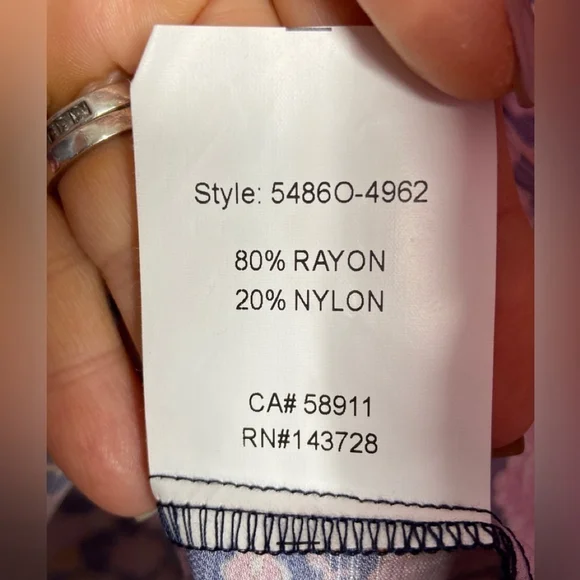 Style: 5486O-4962
80% RAYON
20% NYLON
CA# 58911
RN#143728